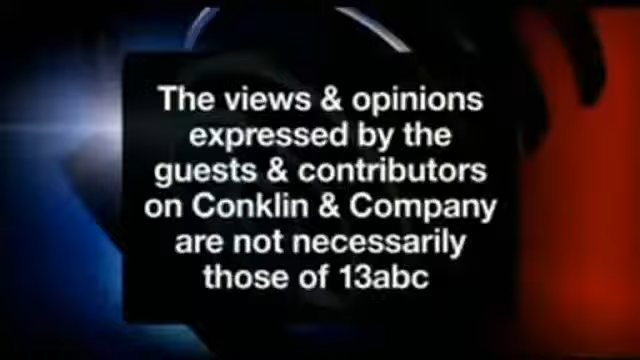 The views & opinions
expressed by the
guests & contributors
on Conklin & Company
are not necessarily
those of 13abc